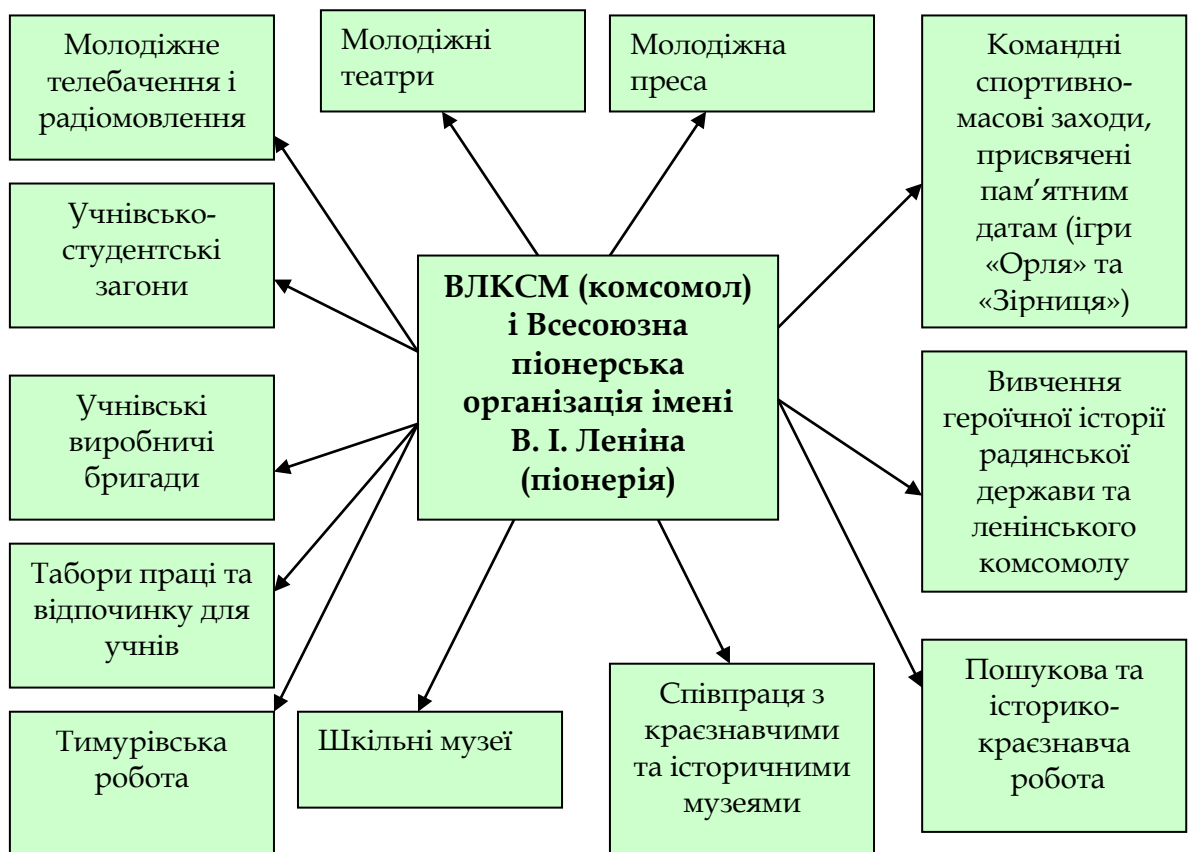 Молодіжне
телебачення і
радіомовлення
Молодіжні
театри
Молодіжна
преса
Командні
спортивно-
масові заходи,
присвячені
пам’ятним
датам (ігри
«Орля» та
«Зірниця»)
Учнівсько-
студентські
загони
ВЛКСМ (комсомол)
і Всесоюзна
піонерська
організація імені
В. І. Леніна
(піонерія)
Учнівські
виробничі
бригади
Вивчення
героїчної історії
радянської
держави та
ленінського
комсомолу
Табори праці та
відпочинку для
учнів
Тимурівська
робота
Шкільні музеї
Співпраця з
краєзнавчими
та історичними
музеями
Пошукова та
історико-
краєзнавча
робота